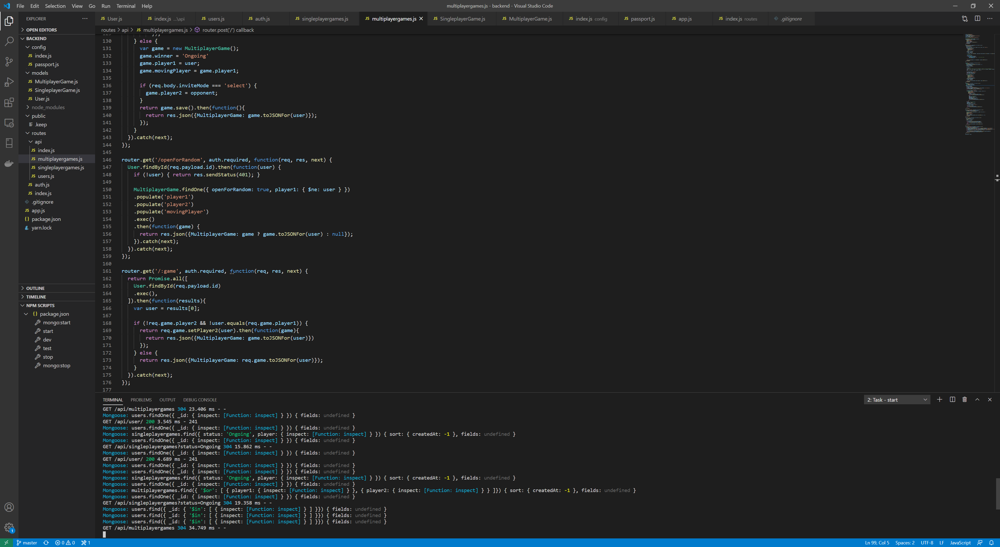 File Edit Selection View Go Run Terminal Help
multiplayergames.js - backend - Visual Studio Code
EXPLORER
User.js
index.js ...\api
users.js
auth.js
singleplayergames.js
multiplayergames.js
SingleplayerGame.js
MultiplayerGame.js
index.js config
passport.js
app.js
index.js routes
.gitignore
OPEN EDITORS
BACKEND
config
JS index.js
JS passport.js
models
JS MultiplayerGame.js
JS SingleplayerGame.js
JS User.js
node_modules
public
.keep
routes
api
JS index.js
JS multiplayergames.js
JS singleplayergames.js
JS users.js
JS auth.js
JS index.js
.gitignore
JS app.js
{} package.json
yarn.lock
OUTLINE
TIMELINE
NPM SCRIPTS
{} package.json
mongo:start
start
dev
test
stop
mongo:stop
routes > api > JS multiplayergames.js > router.post('/') callback
129 });
130 } else {
131 var game = new MultiplayerGame();
132 game.winner = 'Ongoing'
133 game.player1 = user;
134 game.movingPlayer = game.player1;
135
136 if (req.body.inviteMode === 'select') {
137 game.player2 = opponent;
138 }
139 return game.save().then(function(){
140 return res.json({MultiplayerGame: game.toJSONFor(user)});
141 });
142 }
143 }).catch(next);
144 });
145
146 router.get('/openForRandom', auth.required, function(req, res, next) {
147 User.findById(req.payload.id).then(function(user) {
148 if (!user) { return res.sendStatus(401); }
149
150 MultiplayerGame.findOne({ openForRandom: true, player1: { $ne: user } })
151 .populate('player1')
152 .populate('player2')
153 .populate('movingPlayer')
154 .exec()
155 .then(function(game) {
156 return res.json({MultiplayerGame: game ? game.toJSONFor(user) : null});
157 }).catch(next);
158 }).catch(next);
159 });
160
161 router.get('/:game', auth.required, function(req, res, next) {
162 return Promise.all([
163 User.findById(req.payload.id)
164 .exec(),
165 ]).then(function(results){
166 var user = results[0];
167
168 if (!req.game.player2 && !user.equals(req.game.player1)) {
169 return req.game.setPlayer2(user).then(function(game){
170 return res.json({MultiplayerGame: game.toJSONFor(user)})
171 });
172 } else {
173 return res.json({MultiplayerGame: req.game.toJSONFor(user)});
174 }
175 }).catch(next);
176 });
177
TERMINAL PROBLEMS OUTPUT DEBUG CONSOLE
2: Task - start
GET /api/multiplayergames 304 23.406 ms - -
Mongoose: users.findOne({ _id: { inspect: [Function: inspect] } }) { fields: undefined }
GET /api/user/ 200 3.545 ms - 241
Mongoose: users.findOne({ _id: { inspect: [Function: inspect] } }) { fields: undefined }
Mongoose: singleplayergames.find({ status: 'Ongoing', player: { inspect: [Function: inspect] } }) { sort: { createdAt: -1 }, fields: undefined }
Mongoose: users.findOne({ _id: { inspect: [Function: inspect] } }) { fields: undefined }
GET /api/singleplayergames?status=Ongoing 304 15.862 ms - -
Mongoose: users.findOne({ _id: { inspect: [Function: inspect] } }) { fields: undefined }
GET /api/user/ 200 4.689 ms - 241
Mongoose: users.findOne({ _id: { inspect: [Function: inspect] } }) { fields: undefined }
Mongoose: users.findOne({ _id: { inspect: [Function: inspect] } }) { fields: undefined }
Mongoose: singleplayergames.find({ status: 'Ongoing', player: { inspect: [Function: inspect] } }) { sort: { createdAt: -1 }, fields: undefined }
Mongoose: users.findOne({ _id: { inspect: [Function: inspect] } }) { fields: undefined }
Mongoose: multiplayergames.find({ '$or': [ { player1: { inspect: [Function: inspect] } }, { player2: { inspect: [Function: inspect] } } ]}) { sort: { createdAt: -1 }, fields: undefined }
Mongoose: users.findOne({ _id: { inspect: [Function: inspect] } }) { fields: undefined }
GET /api/singleplayergames?status=Ongoing 304 19.358 ms - -
Mongoose: users.find({ _id: { '$in': [ { inspect: [Function: inspect] } ] }}) { fields: undefined }
Mongoose: users.find({ _id: { '$in': [ { inspect: [Function: inspect] } ] }}) { fields: undefined }
Mongoose: users.find({ _id: { '$in': [ { inspect: [Function: inspect] } ] }}) { fields: undefined }
GET /api/multiplayergames 304 34.749 ms - -
1
master 0 0 1
Ln 99, Col 5 Spaces: 2 UTF-8 LF JavaScript